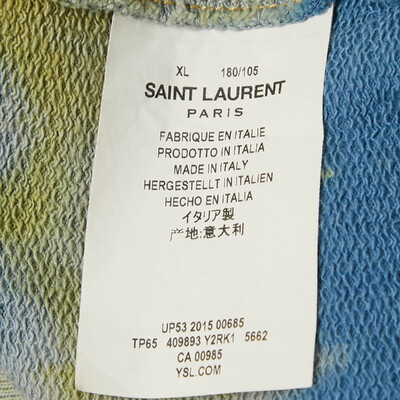 XL 180/105
SAINT LAURENT
PARIS
FABRIQUE EN ITALIE
PRODOTTO IN ITALIA
MADE IN ITALY
HERGESTELLT IN ITALIEN
HECHO EN ITALIA
イタリア製
产地:意大利
UP53 2015 00685
TP65 409893 Y2RK1 5662
CA 00985
YSL.COM